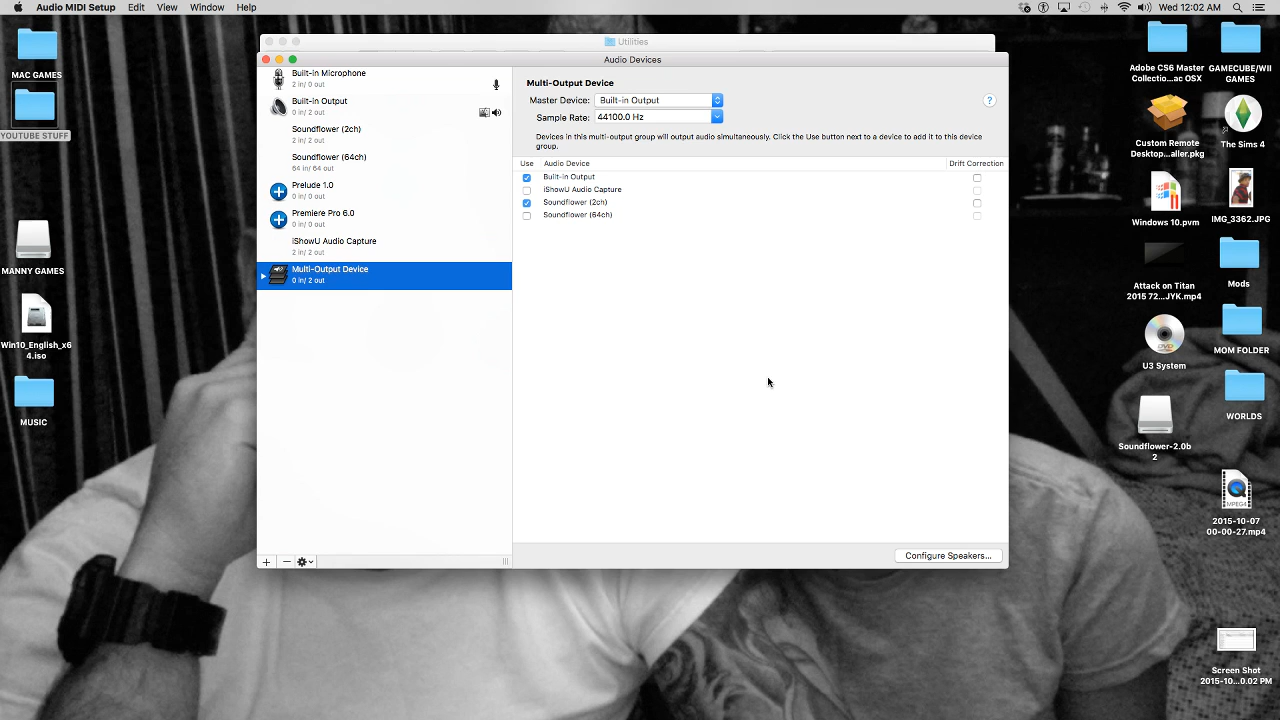 Audio MIDI Setup Edit View Window Help
Wed 12:02 AM
MAC GAMES
YOUTUBE STUFF
MANNY GAMES
Win10_English_x6
4.iso
MUSIC
Utilities
Audio Devices
Built-in Microphone
2 in/ 0 out
Built-in Output
0 in/ 2 out
Soundflower (2ch)
2 in/ 2 out
Soundflower (64ch)
64 in/ 64 out
Prelude 1.0
0 in/ 0 out
Premiere Pro 6.0
0 in/ 0 out
iShowU Audio Capture
2 in/ 2 out
Multi-Output Device
0 in/ 2 out
Multi-Output Device
Master Device: Built-in Output
?
Sample Rate: 44100.0 Hz
Devices in this multi-output group will output audio simultaneously. Click the Use button next to a device to add it to this device
group.
Use Audio Device Drift Correction
Built-in Output
iShowU Audio Capture
Soundflower (2ch)
Soundflower (64ch)
Configure Speakers...
Adobe CS6 Master
Collectio...ac OSX
GAMECUBE/WII
GAMES
Custom Remote
Desktop...aller.pkg
The Sims 4
Windows 10.pvm
IMG_3362.JPG
Attack on Titan
2015 72...JYK.mp4
Mods
DVD
U3 System
MOM FOLDER
Soundflower-2.0b
2
WORLDS
MPEG4
2015-10-07
00-00-27.mp4
Screen Shot
2015-10...0.02 PM